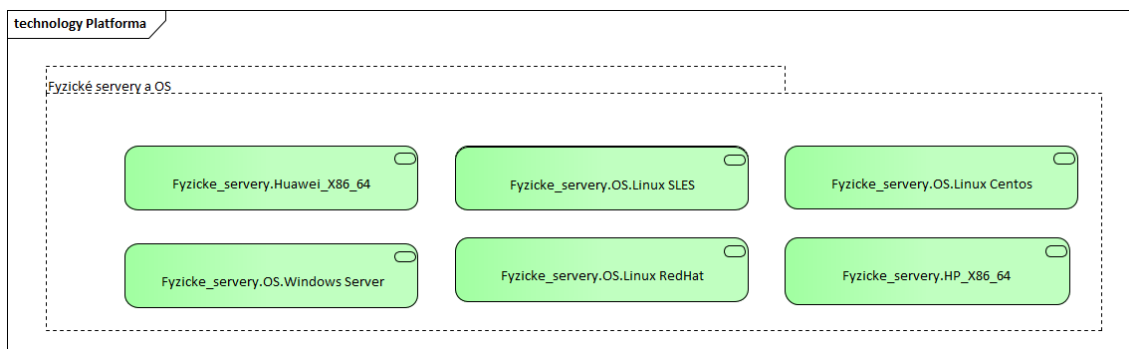 technology Platforma
Fyzické servery a OS
Fyzicke_servery.Huawei_X86_64
Fyzicke_servery.OS.Linux SLES
Fyzicke_servery.OS.Linux Centos
Fyzicke_servery.OS.Windows Server
Fyzicke_servery.OS.Linux RedHat
Fyzicke_servery.HP_X86_64